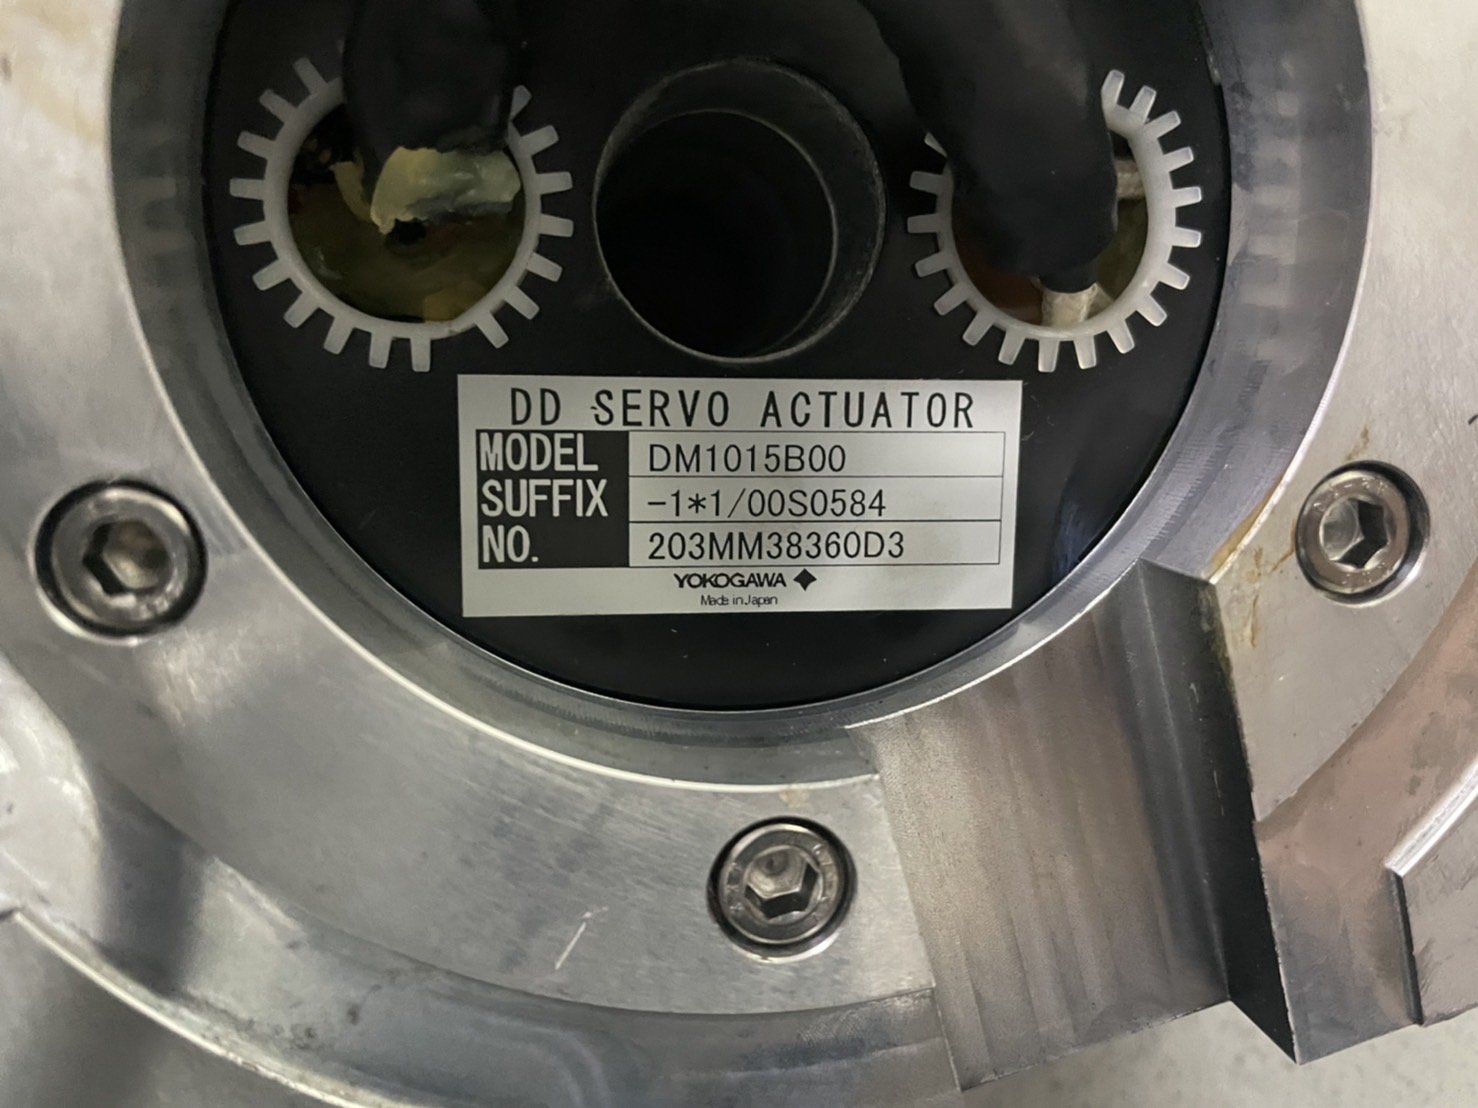 DD SERVO ACTUATOR
MODEL DM1015B00
SUFFIX -1*1/00S0584
NO. 203MM38360D3
YOKOGAWA
Made in Japan